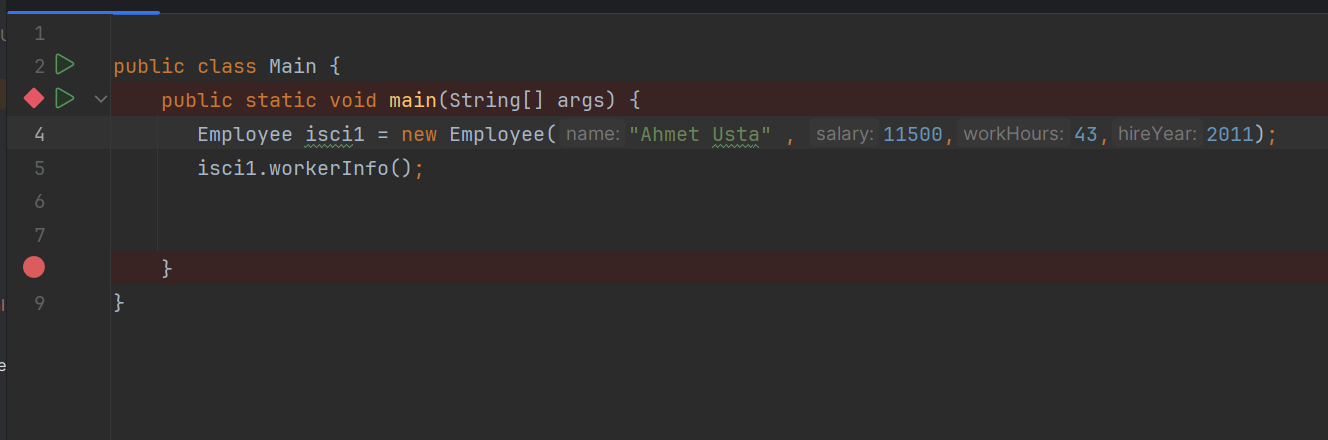 1
2 public class Main {
public static void main(String[] args) {
4 Employee isci1 = new Employee( name: "Ahmet Usta" , salary: 11500, workHours: 43, hireYear: 2011);
5 isci1.workerInfo();
6
7
}
9 }
e